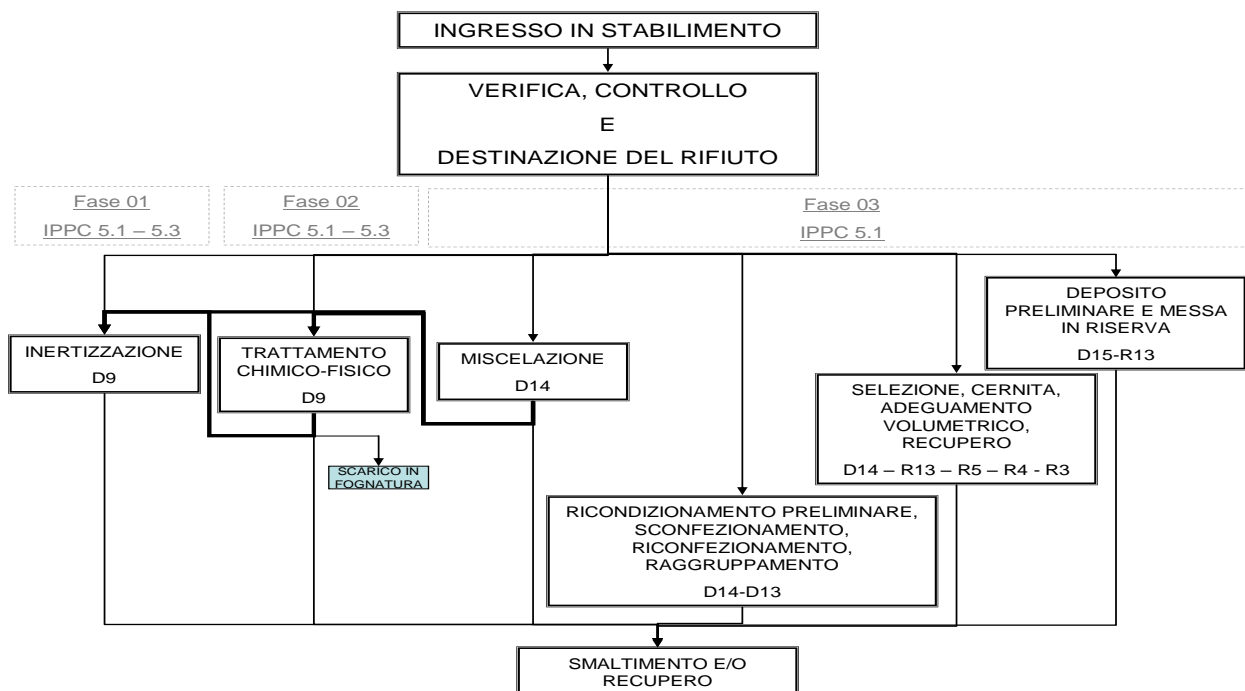 INGRESSO IN STABILIMENTO
VERIFICA, CONTROLLO
E
DESTINAZIONE DEL RIFIUTO
Fase 01
IPPC 5.1 – 5.3
Fase 02
IPPC 5.1 – 5.3
Fase 03
IPPC 5.1
INERTIZZAZIONE
D9
TRATTAMENTO
CHIMICO-FISICO
D9
MISCELAZIONE
D14
DEPOSITO
PRELIMINARE E MESSA
IN RISERVA
D15-R13
SELEZIONE, CERNITA,
ADEGUAMENTO
VOLUMETRICO,
RECUPERO
D14 – R13 – R5 – R4 - R3
SCARICO IN
FOGNATURA
RICONDIZIONAMENTO PRELIMINARE,
SCONFEZIONAMENTO,
RICONFEZIONAMENTO,
RAGGRUPPAMENTO
D14-D13
SMALTIMENTO E/O
RECUPERO